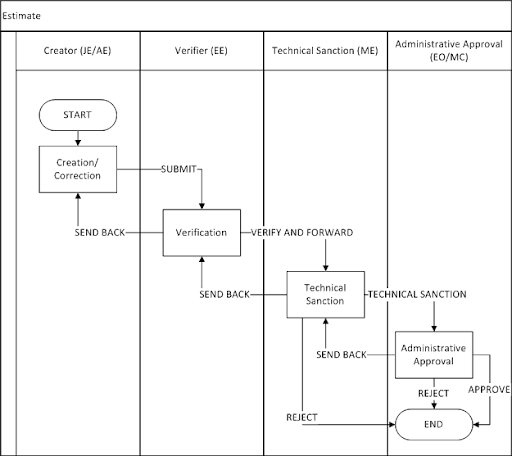 Estimate
Creator (JE/AE)
Verifier (EE)
Technical Sanction (ME)
Administrative Approval
(EO/MC)
START
Creation/
Correction
SUBMIT
SEND BACK
Verification
VERIFY AND FORWARD
SEND BACK
Technical
Sanction
TECHNICAL SANCTION
SEND BACK
Administrative
Approval
REJECT
APPROVE
REJECT
END